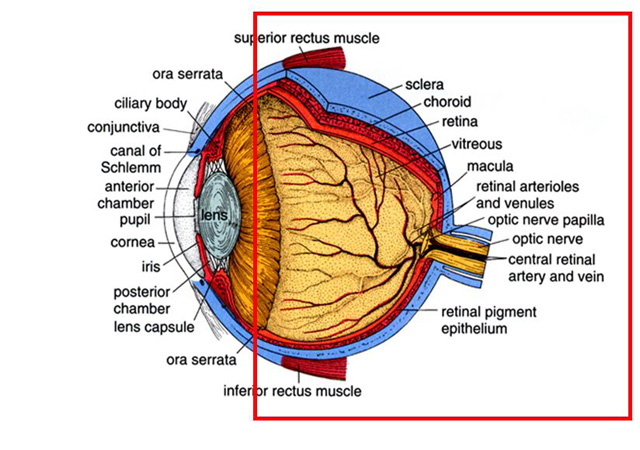 superior rectus muscle
ora serrata
ciliary body
conjunctiva
canal of
Schlemm
anterior
chamber
pupil
cornea
iris
posterior
chamber
lens capsule
ora serrata
inferior rectus muscle
lens
sclera
choroid
retina
vitreous
macula
retinal arterioles
and venules
optic nerve papilla
optic nerve
central retinal
artery and vein
retinal pigment
epithelium